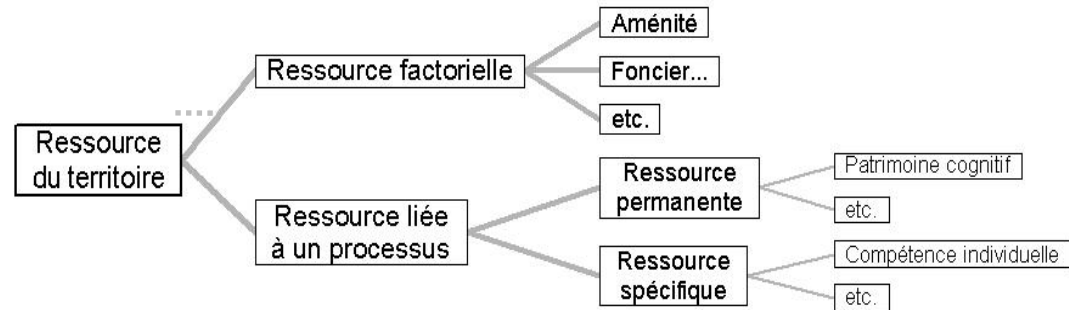 Ressource
du territoire
Ressource factorielle
Aménité
Foncier...
etc.
Ressource liée
à un processus
Ressource
permanente
Patrimoine cognitif
etc.
Ressource
spécifique
Compétence individuelle
etc.